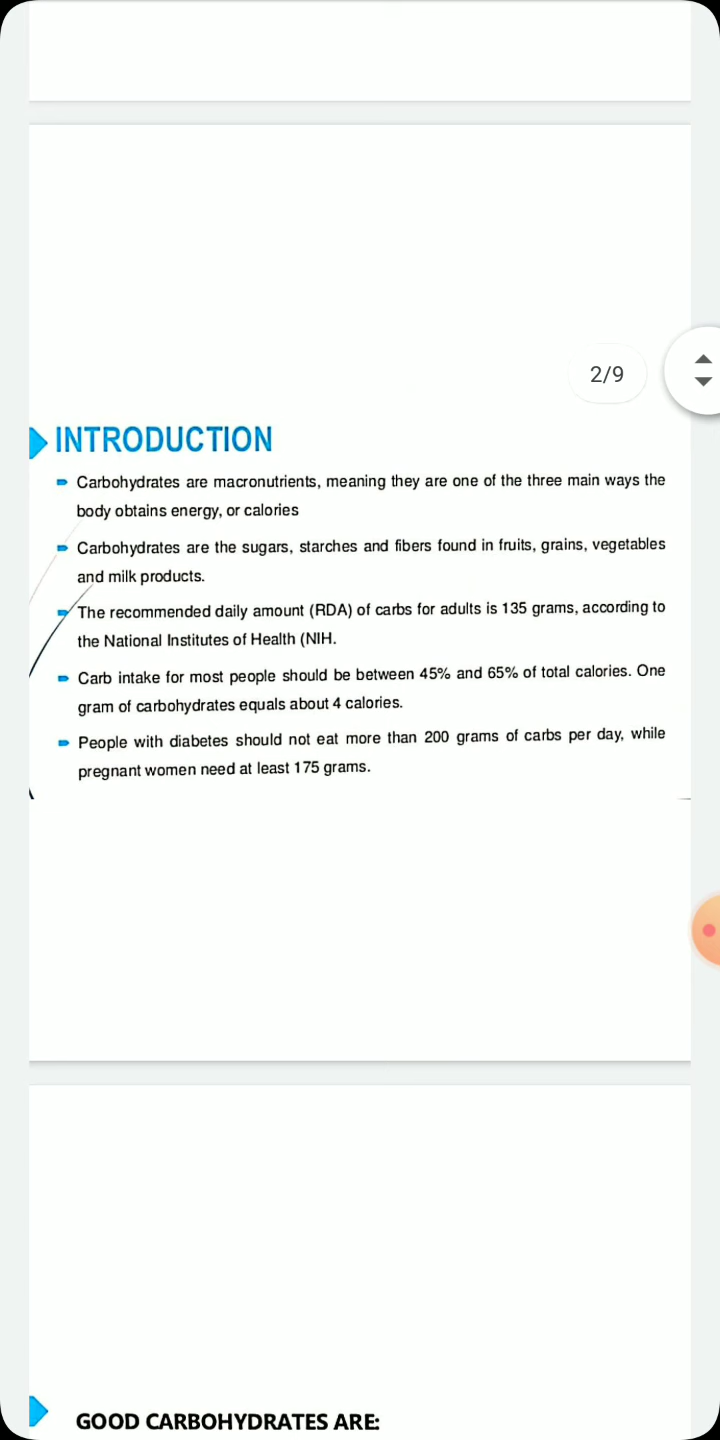 2/9
INTRODUCTION
Carbohydrates are macronutrients, meaning they are one of the three main ways the
body obtains energy, or calories
Carbohydrates are the sugars, starches and fibers found in fruits, grains, vegetables
and milk products.
The recommended daily amount (RDA) of carbs for adults is 135 grams, according to
the National Institutes of Health (NIH.
Carb intake for most people should be between 45% and 65% of total calories. One
gram of carbohydrates equals about 4 calories.
People with diabetes should not eat more than 200 grams of carbs per day, while
pregnant women need at least 175 grams.
GOOD CARBOHYDRATES ARE: